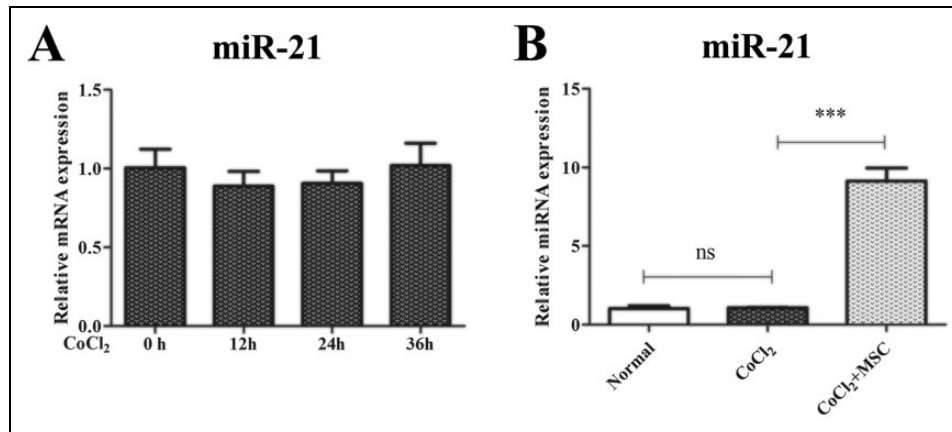 A
miR-21
Relative mRNA expression
1.5
1.0
0.5
0.0
CoCl₂
0 h
12h
24h
36h
B
miR-21
Relative miRNA expression
15
10
5
0
ns
***
Normal
CoCl₂
CoCl₂+MSC